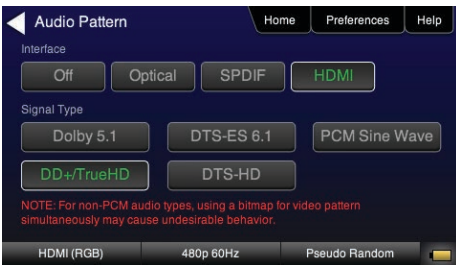 Audio Pattern
Home Preferences Help
Interface
Off Optical SPDIF HDMI
Signal Type
Dolby 5.1 DTS-ES 6.1 PCM Sine Wave
DD+/TrueHD DTS-HD
NOTE: For non-PCM audio types, using a bitmap for video pattern
simultaneously may cause undesirable behavior.
HDMI (RGB) 480p 60Hz Pseudo Random